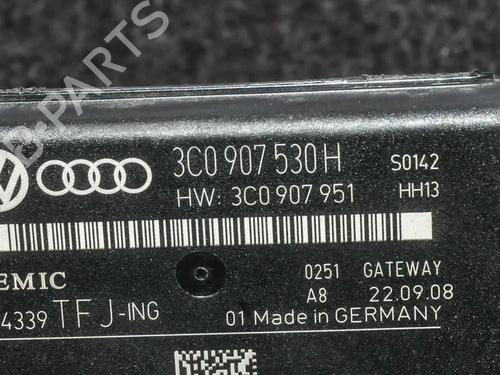 3C0 907 530 H S0142
HW: 3C0 907 951 HH13
EMIC
0251 GATEWAY
4339 TFJ-ING A8 22.09.08
01 Made in GERMANY